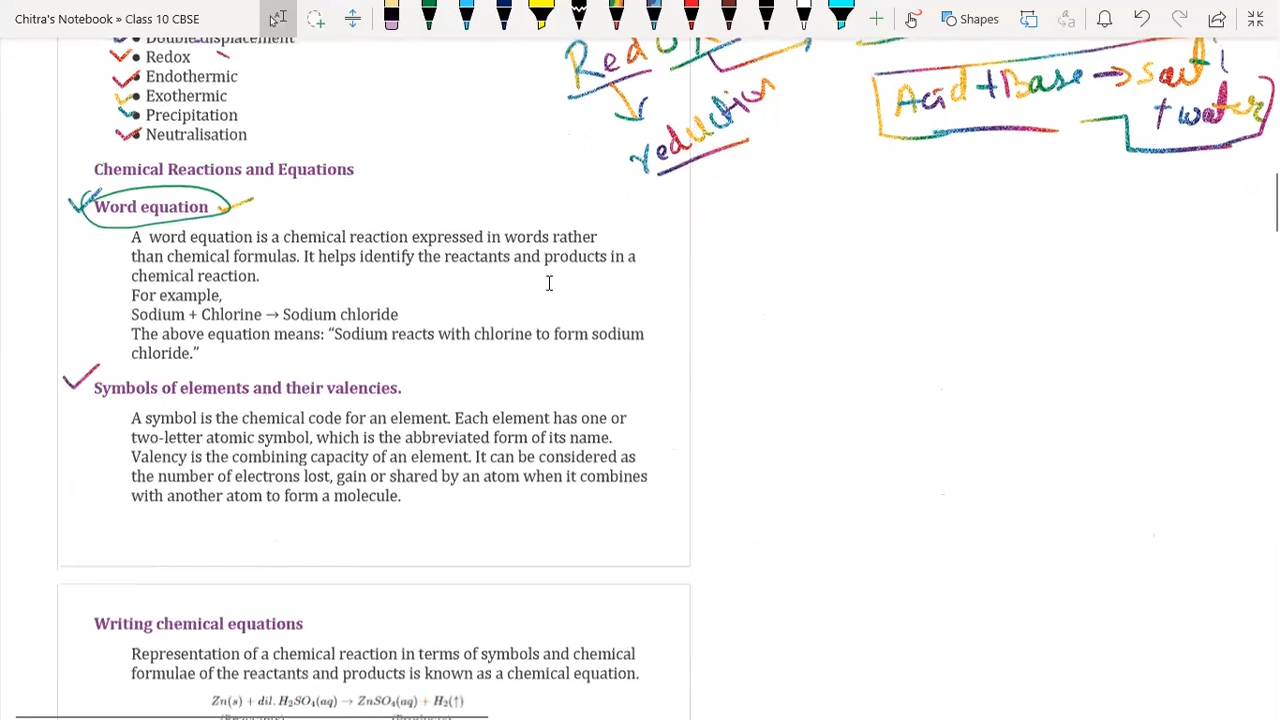 Chitra's Notebook » Class 10 CBSE
Shapes
• Double displacement
• Redox
• Endothermic
• Exothermic
• Precipitation
• Neutralisation
reduction
Acid + Base → Salt
+ water
Chemical Reactions and Equations
Word equation
A word equation is a chemical reaction expressed in words rather
than chemical formulas. It helps identify the reactants and products in a
chemical reaction.
For example,
Sodium + Chlorine → Sodium chloride
The above equation means: “Sodium reacts with chlorine to form sodium
chloride.”
Symbols of elements and their valencies.
A symbol is the chemical code for an element. Each element has one or
two-letter atomic symbol, which is the abbreviated form of its name.
Valency is the combining capacity of an element. It can be considered as
the number of electrons lost, gain or shared by an atom when it combines
with another atom to form a molecule.
Writing chemical equations
Representation of a chemical reaction in terms of symbols and chemical
formulae of the reactants and products is known as a chemical equation.
Zn(s) + dil. H₂SO₄(aq) → ZnSO₄(aq) + H₂(↑)